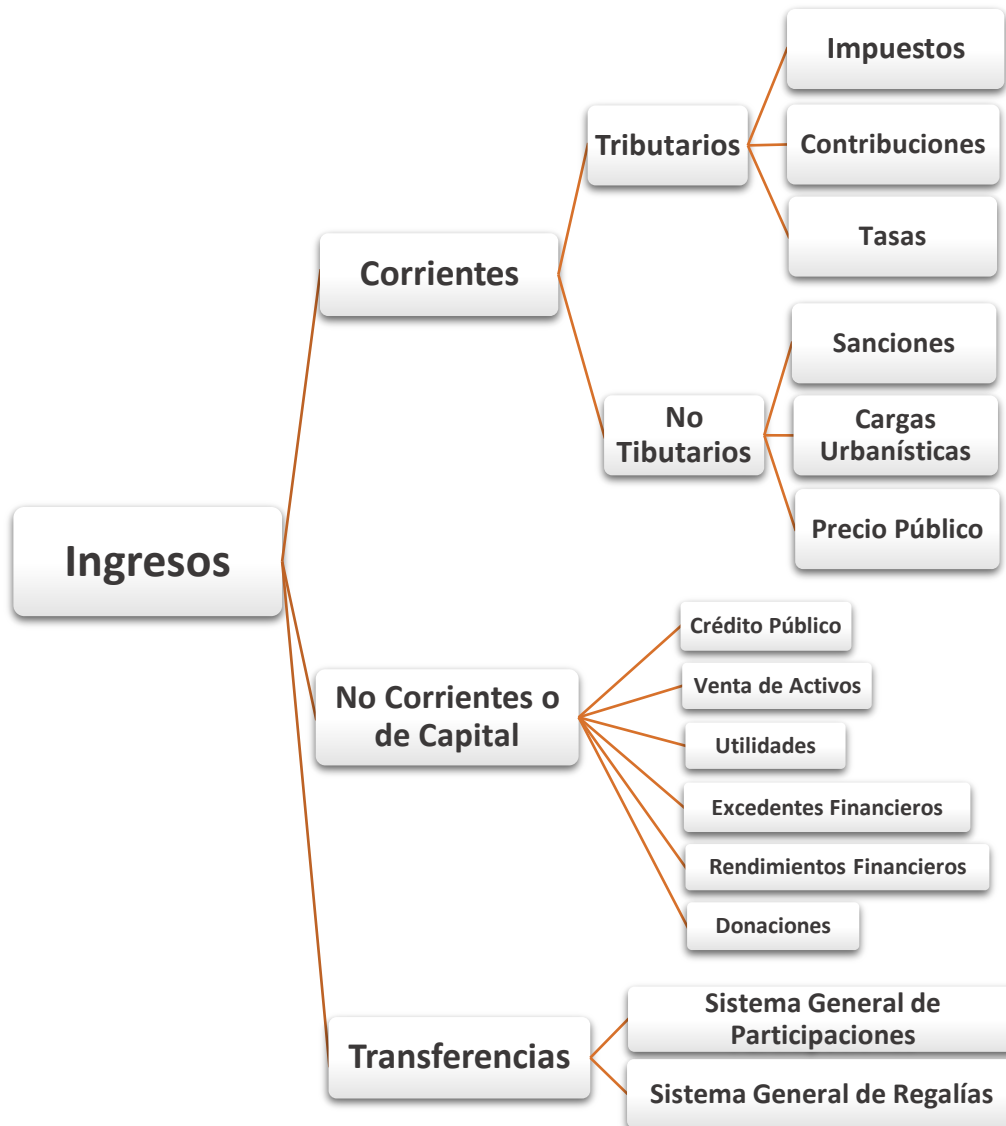 Ingresos
Corrientes
Tributarios
Impuestos
Contribuciones
Tasas
No
Tibutarios
Sanciones
Cargas
Urbanísticas
Precio Público
No Corrientes o
de Capital
Crédito Público
Venta de Activos
Utilidades
Excedentes Financieros
Rendimientos Financieros
Donaciones
Transferencias
Sistema General de
Participaciones
Sistema General de Regalías